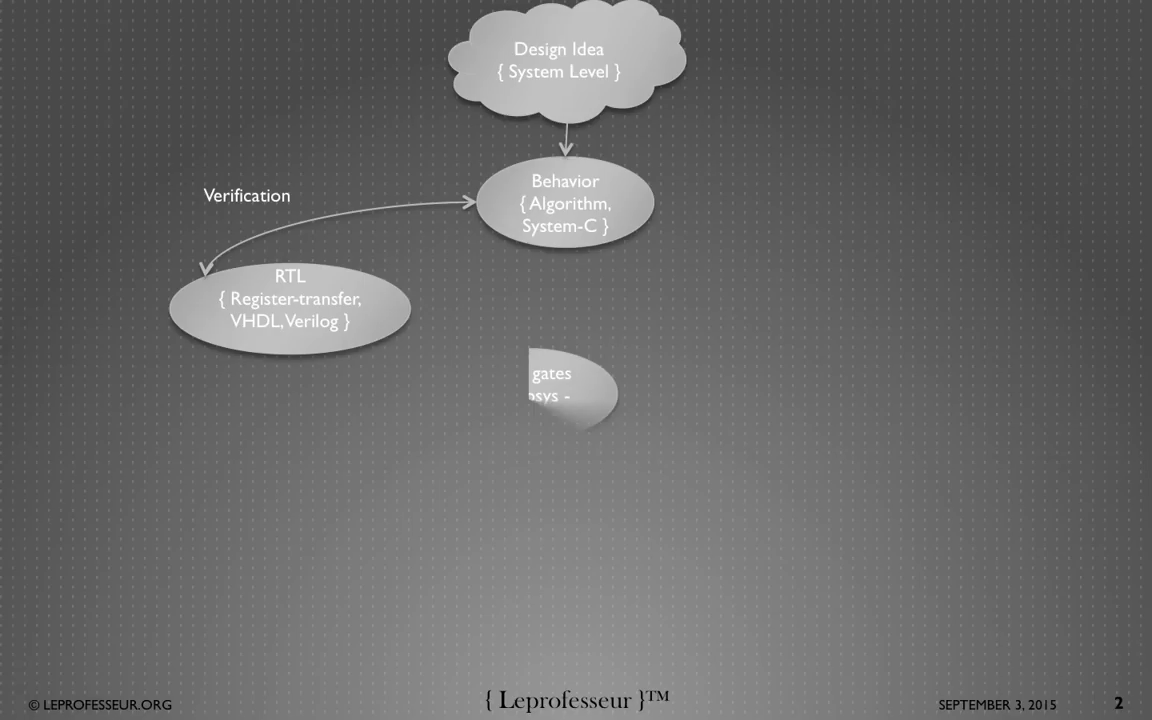 Design Idea
{ System Level }
Behavior
{ Algorithm,
System-C }
Verification
RTL
{ Register-transfer,
VHDL,Verilog }
gates
-
© LEPROFESSEUR.ORG
{ Leprofesseur }™
SEPTEMBER 3, 2015
2